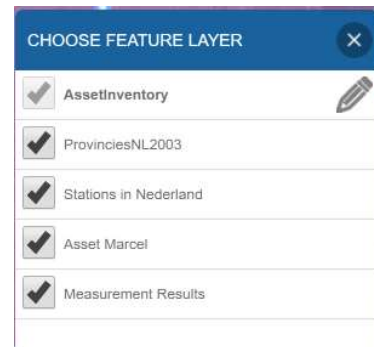 CHOOSE FEATURE LAYER
AssetInventory
ProvinciesNL2003
Stations in Nederland
Asset Marcel
Measurement Results